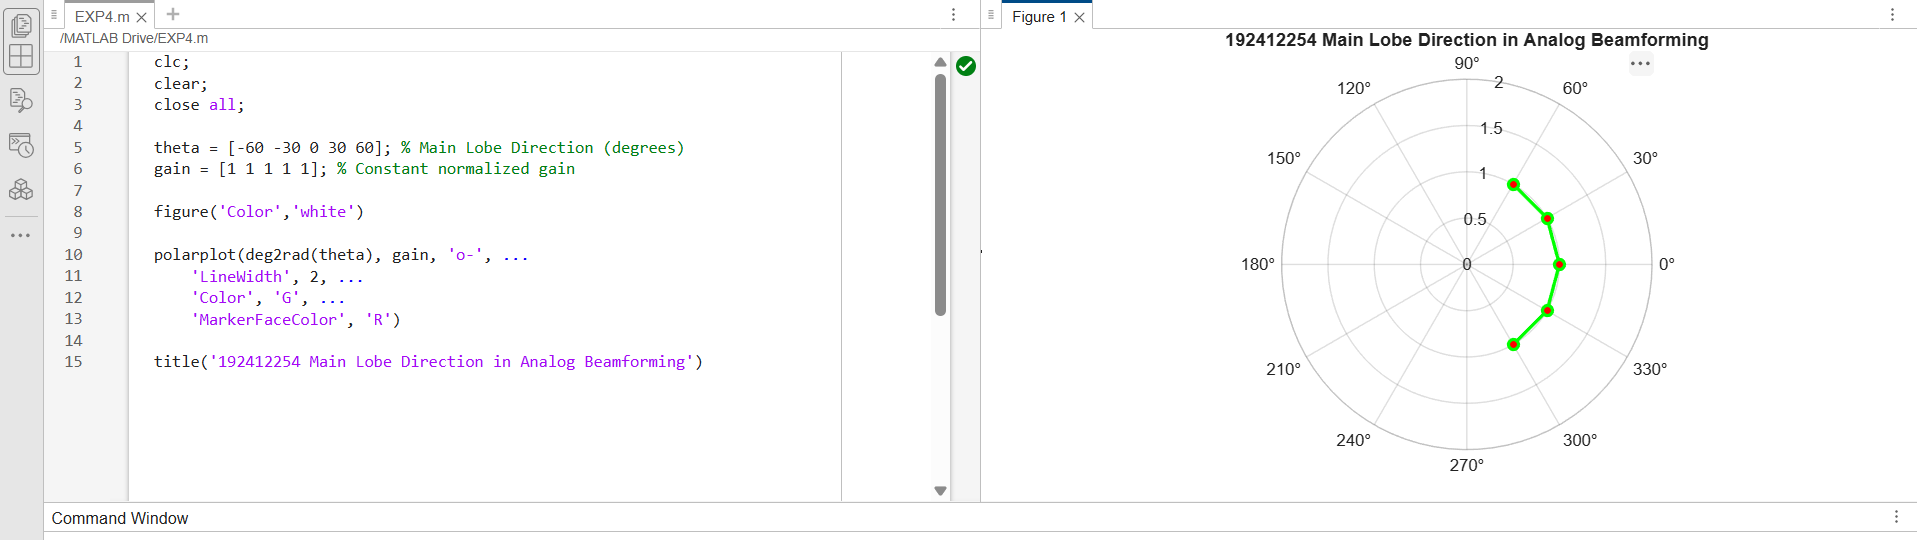 EXP4.m
/MATLAB Drive/EXP4.m
1 clc;
2 clear;
3 close all;
4
5 theta = [-60 -30 0 30 60]; % Main Lobe Direction (degrees)
6 gain = [1 1 1 1 1]; % Constant normalized gain
7
8 figure('Color','white')
9
10 polarplot(deg2rad(theta), gain, 'o-', ...
11 'LineWidth', 2, ...
12 'Color', 'G', ...
13 'MarkerFaceColor', 'R')
14
15 title('192412254 Main Lobe Direction in Analog Beamforming')
Figure 1
192412254 Main Lobe Direction in Analog Beamforming
90°
2
120°
60°
1.5
150°
30°
1
0.5
180°
0
0°
210°
330°
240°
300°
270°
Command Window